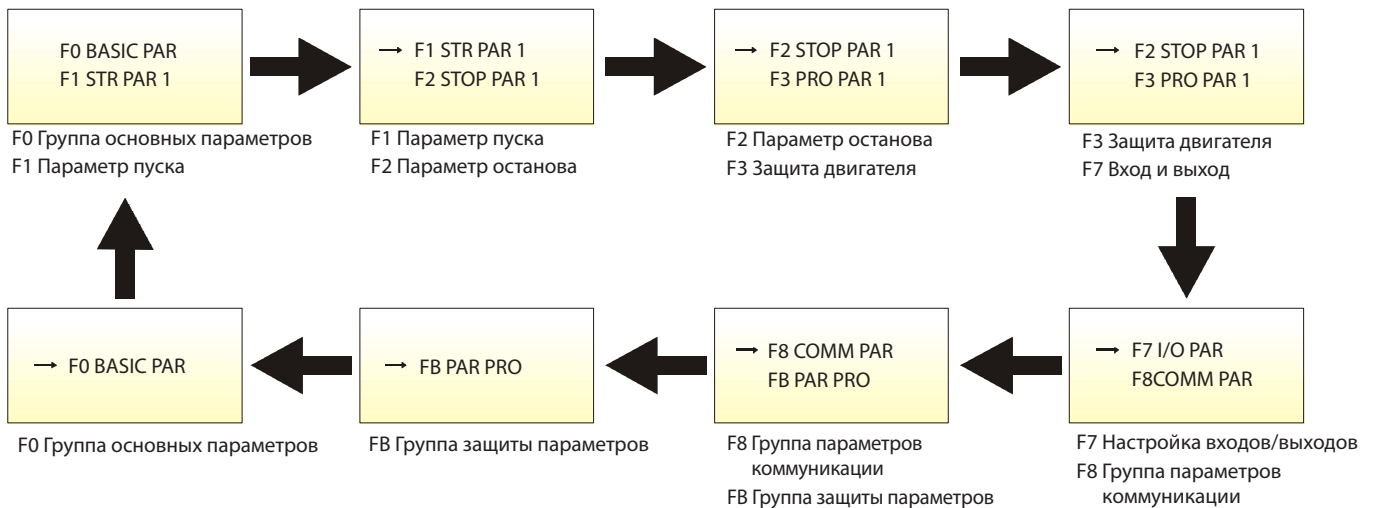 F0 BASIC PAR
F1 STR PAR 1
F0 Группа основных параметров
F1 Параметр пуска
→ F1 STR PAR 1
F2 STOP PAR 1
F1 Параметр пуска
F2 Параметр останова
→ F2 STOP PAR 1
F3 PRO PAR 1
F2 Параметр останова
F3 Защита двигателя
→ F2 STOP PAR 1
F3 PRO PAR 1
F3 Защита двигателя
F7 Вход и выход
→ F0 BASIC PAR
F0 Группа основных параметров
→ FB PAR PRO
FB Группа защиты параметров
→ F8 COMM PAR
FB PAR PRO
F8 Группа параметров
коммуникации
FB Группа защиты параметров
→ F7 I/O PAR
F8COMM PAR
F7 Настройка входов/выходов
F8 Группа параметров
коммуникации